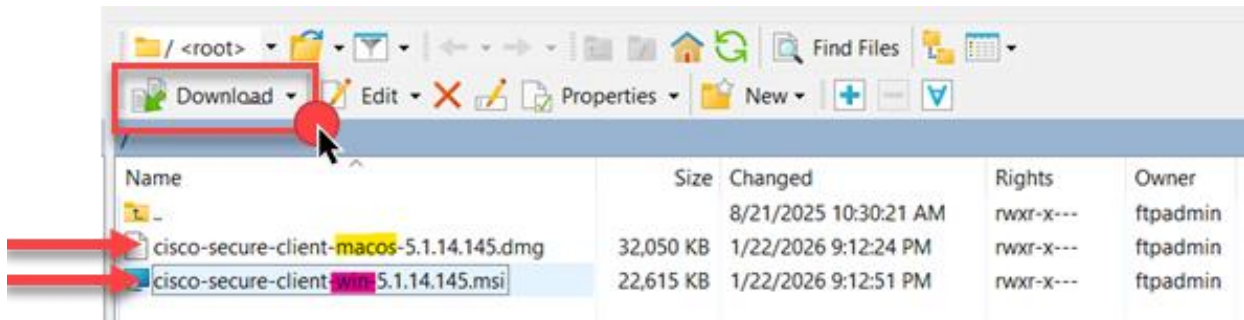 / <root>
Find Files
Download Edit Properties New
/
Name Size Changed Rights Owner
.. 8/21/2025 10:30:21 AM rwxr-x--- ftpadmin
cisco-secure-client-macos-5.1.14.145.dmg 32,050 KB 1/22/2026 9:12:24 PM rwxr-x--- ftpadmin
cisco-secure-client-win-5.1.14.145.msi 22,615 KB 1/22/2026 9:12:51 PM rwxr-x--- ftpadmin